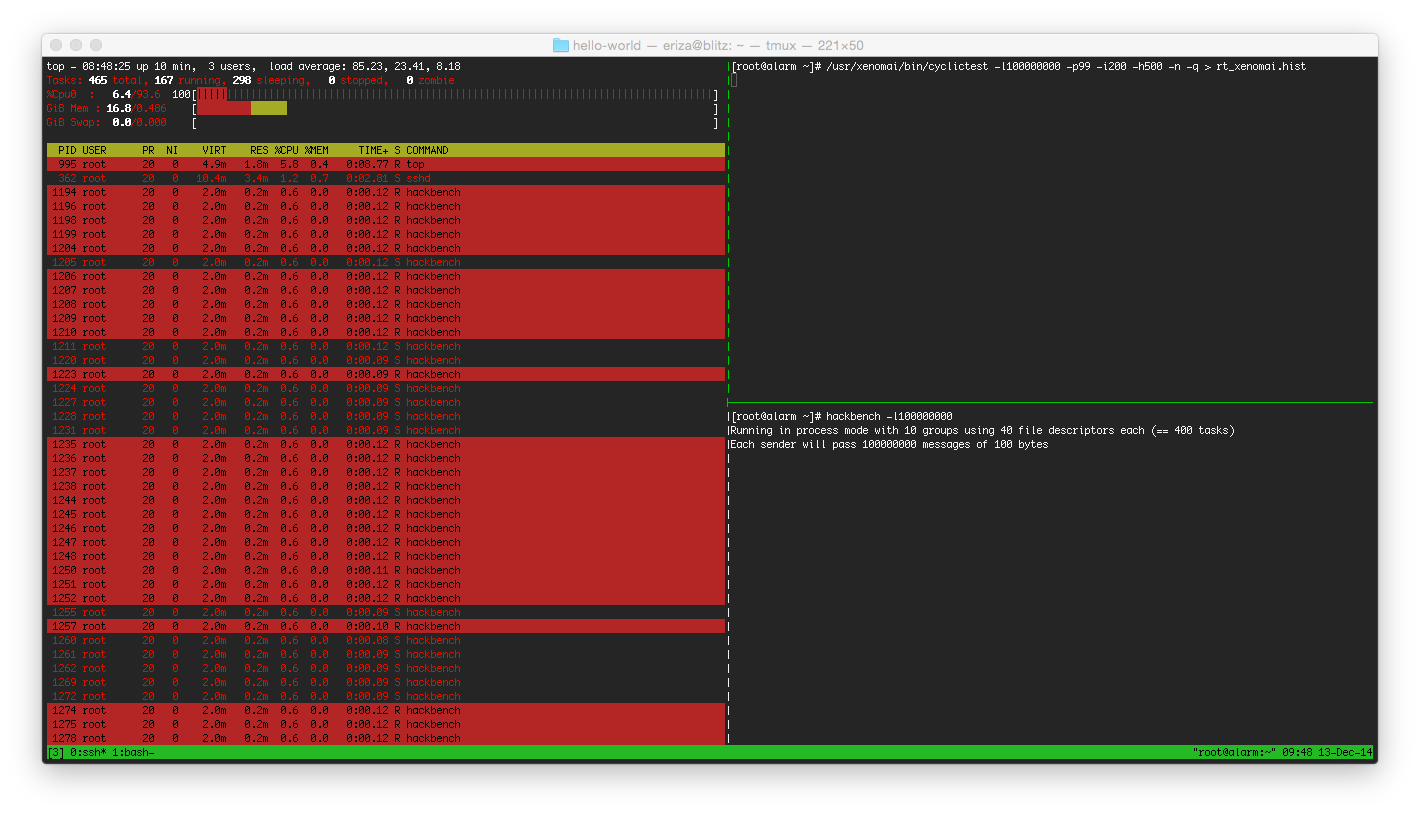 hello-world — eriza@blitz: ~ — tmux — 221×50
top - 08:48:25 up 10 min,  3 users,  load average: 85.23, 23.41, 8.18
Tasks: 465 total, 167 running, 298 sleeping,   0 stopped,   0 zombie
%Cpu0  :   6.4/93.6  100[||||| ]
GiB Mem : 16.8/0.486    [ ]
GiB Swap:  0.0/0.000    [ ]
PID USER      PR  NI    VIRT    RES %CPU %MEM     TIME+ S COMMAND
995 root      20   0    4.9m   1.8m  5.8  0.4   0:08.77 R top
362 root      20   0   10.4m   3.4m  1.2  0.7   0:02.81 S sshd
1194 root      20   0    2.0m   0.2m  0.6  0.0   0:00.12 R hackbench
1196 root      20   0    2.0m   0.2m  0.6  0.0   0:00.12 R hackbench
1198 root      20   0    2.0m   0.2m  0.6  0.0   0:00.12 R hackbench
1199 root      20   0    2.0m   0.2m  0.6  0.0   0:00.12 R hackbench
1204 root      20   0    2.0m   0.2m  0.6  0.0   0:00.12 R hackbench
1205 root      20   0    2.0m   0.2m  0.6  0.0   0:00.12 S hackbench
1206 root      20   0    2.0m   0.2m  0.6  0.0   0:00.12 R hackbench
1207 root      20   0    2.0m   0.2m  0.6  0.0   0:00.12 R hackbench
1208 root      20   0    2.0m   0.2m  0.6  0.0   0:00.12 R hackbench
1209 root      20   0    2.0m   0.2m  0.6  0.0   0:00.12 R hackbench
1210 root      20   0    2.0m   0.2m  0.6  0.0   0:00.12 R hackbench
1211 root      20   0    2.0m   0.2m  0.6  0.0   0:00.12 S hackbench
1220 root      20   0    2.0m   0.2m  0.6  0.0   0:00.09 S hackbench
1223 root      20   0    2.0m   0.2m  0.6  0.0   0:00.09 R hackbench
1224 root      20   0    2.0m   0.2m  0.6  0.0   0:00.09 S hackbench
1227 root      20   0    2.0m   0.2m  0.6  0.0   0:00.09 S hackbench
1228 root      20   0    2.0m   0.2m  0.6  0.0   0:00.09 S hackbench
1231 root      20   0    2.0m   0.2m  0.6  0.0   0:00.09 S hackbench
1235 root      20   0    2.0m   0.2m  0.6  0.0   0:00.12 R hackbench
1236 root      20   0    2.0m   0.2m  0.6  0.0   0:00.12 R hackbench
1237 root      20   0    2.0m   0.2m  0.6  0.0   0:00.12 R hackbench
1238 root      20   0    2.0m   0.2m  0.6  0.0   0:00.12 R hackbench
1244 root      20   0    2.0m   0.2m  0.6  0.0   0:00.12 R hackbench
1245 root      20   0    2.0m   0.2m  0.6  0.0   0:00.12 R hackbench
1246 root      20   0    2.0m   0.2m  0.6  0.0   0:00.12 R hackbench
1247 root      20   0    2.0m   0.2m  0.6  0.0   0:00.12 R hackbench
1248 root      20   0    2.0m   0.2m  0.6  0.0   0:00.12 R hackbench
1250 root      20   0    2.0m   0.2m  0.6  0.0   0:00.11 R hackbench
1251 root      20   0    2.0m   0.2m  0.6  0.0   0:00.12 R hackbench
1252 root      20   0    2.0m   0.2m  0.6  0.0   0:00.12 R hackbench
1255 root      20   0    2.0m   0.2m  0.6  0.0   0:00.09 S hackbench
1257 root      20   0    2.0m   0.2m  0.6  0.0   0:00.10 R hackbench
1260 root      20   0    2.0m   0.2m  0.6  0.0   0:00.08 S hackbench
1261 root      20   0    2.0m   0.2m  0.6  0.0   0:00.09 S hackbench
1262 root      20   0    2.0m   0.2m  0.6  0.0   0:00.09 S hackbench
1269 root      20   0    2.0m   0.2m  0.6  0.0   0:00.09 S hackbench
1272 root      20   0    2.0m   0.2m  0.6  0.0   0:00.09 S hackbench
1274 root      20   0    2.0m   0.2m  0.6  0.0   0:00.12 R hackbench
1275 root      20   0    2.0m   0.2m  0.6  0.0   0:00.12 R hackbench
1278 root      20   0    2.0m   0.2m  0.6  0.0   0:00.12 R hackbench
[root@alarm ~]# /usr/xenomai/bin/cyclictest -l100000000 -p99 -i200 -h500 -n -q > rt_xenomai.hist
[root@alarm ~]# hackbench -l100000000
Running in process mode with 10 groups using 40 file descriptors each (== 400 tasks)
Each sender will pass 100000000 messages of 100 bytes
[3] 0:ssh* 1:bash-
"root@alarm:~" 09:48 13-Dec-14